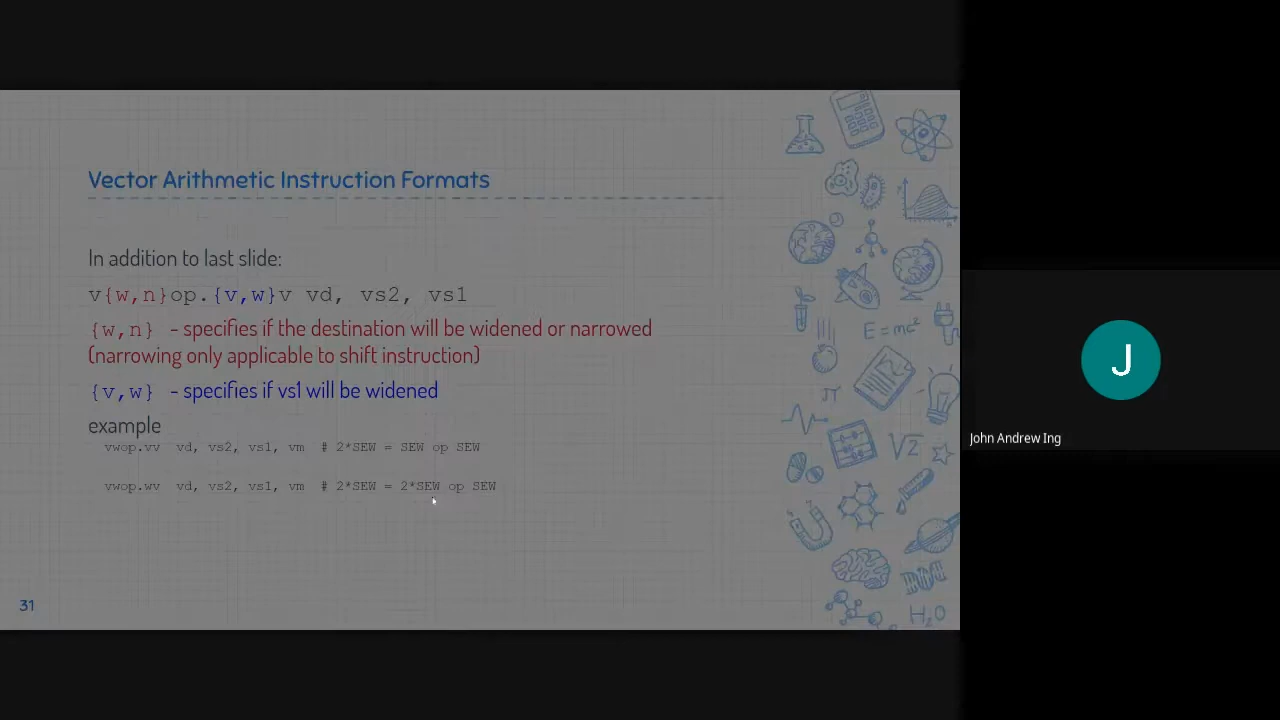 Vector Arithmetic Instruction Formats
In addition to last slide:
v{w,n}op.{v,w}v vd, vs2, vs1
{w,n} - specifies if the destination will be widened or narrowed
(narrowing only applicable to shift instruction)
{v,w} - specifies if vs1 will be widened
example
vwop.vv vd, vs2, vs1, vm # 2*SEW = SEW op SEW
vwop.wv vd, vs2, vs1, vm # 2*SEW = 2*SEW op SEW
31
E=mc²
π
√2
H₂O
J
John Andrew Ing